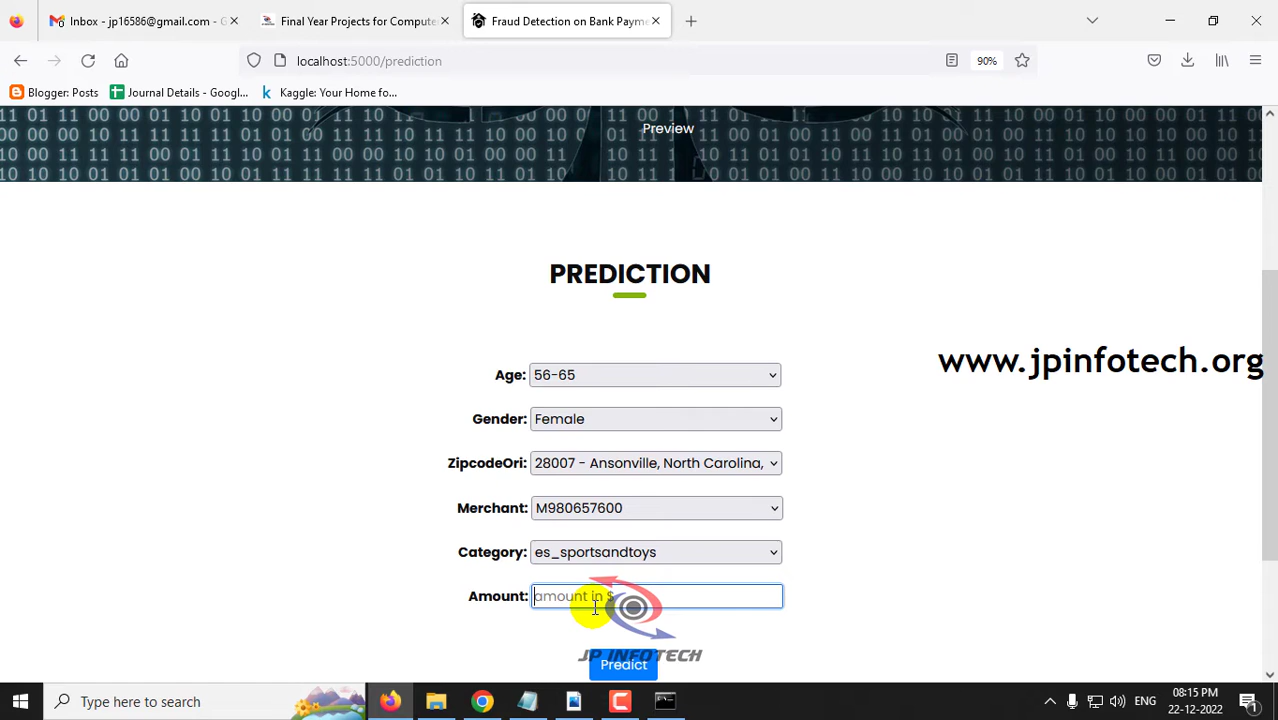 Inbox - jp16586@gmail.com - G
Final Year Projects for Compute
Fraud Detection on Bank Payme
localhost:5000/prediction
90%
Blogger: Posts
Journal Details - Googl...
Kaggle: Your Home fo...
Preview
PREDICTION
www.jpinfotech.org
Age: 56-65
Gender: Female
ZipcodeOri: 28007 - Ansonville, North Carolina,
Merchant: M980657600
Category: es_sportsandtoys
Amount: amount in $
JP INFOTECH
Predict
Type here to search
ENG
08:15 PM
22-12-2022
1